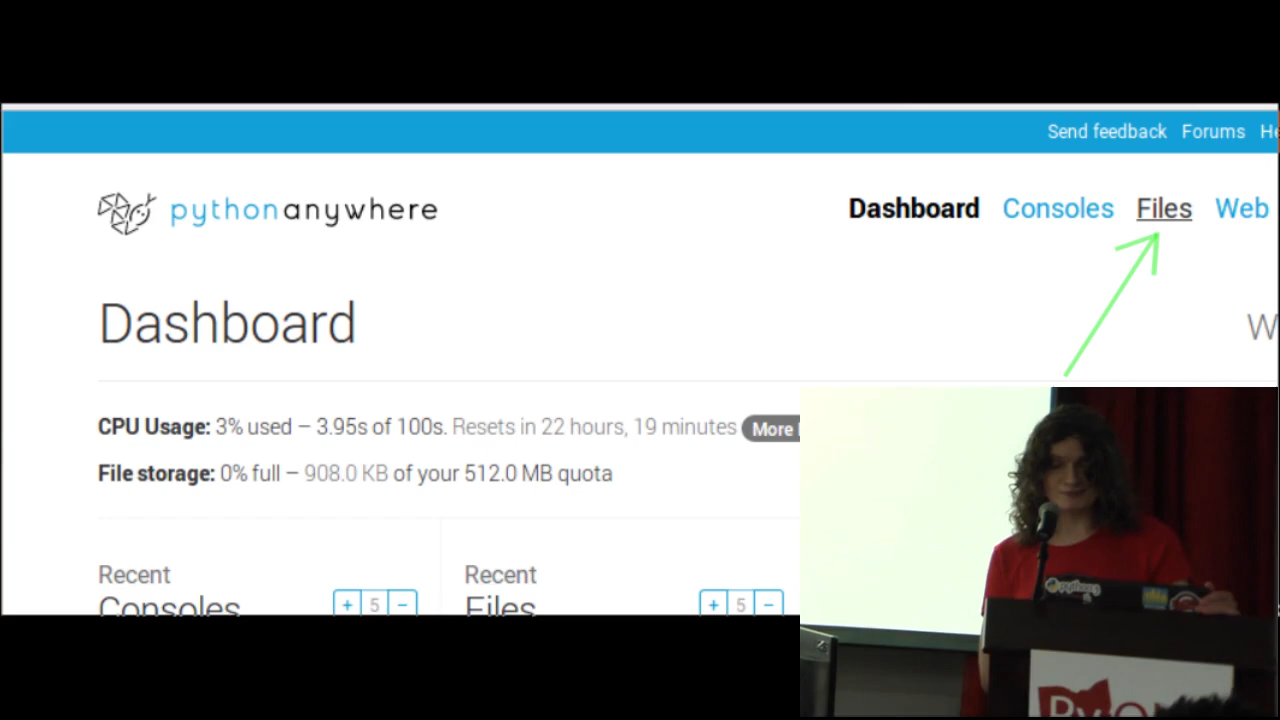 Send feedback Forums He
pythonanywhere
Dashboard Consoles Files Web
Dashboard
W
CPU Usage: 3% used – 3.95s of 100s. Resets in 22 hours, 19 minutes More
File storage: 0% full – 908.0 KB of your 512.0 MB quota
Recent
Consoles
+ 5 −
Recent
Files
+ 5 −
python
PyO